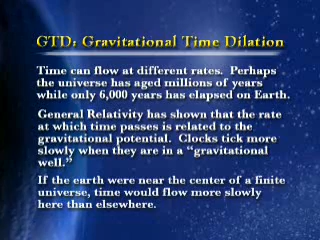 GTD: Gravitational Time Dilation
Time can flow at different rates. Perhaps
the universe has aged millions of years
while only 6,000 years has elapsed on Earth.
General Relativity has shown that the rate
at which time passes is related to the
gravitational potential. Clocks tick more
slowly when they are in a “gravitational
well.”
If the earth were near the center of a finite
universe, time would flow more slowly
here than elsewhere.